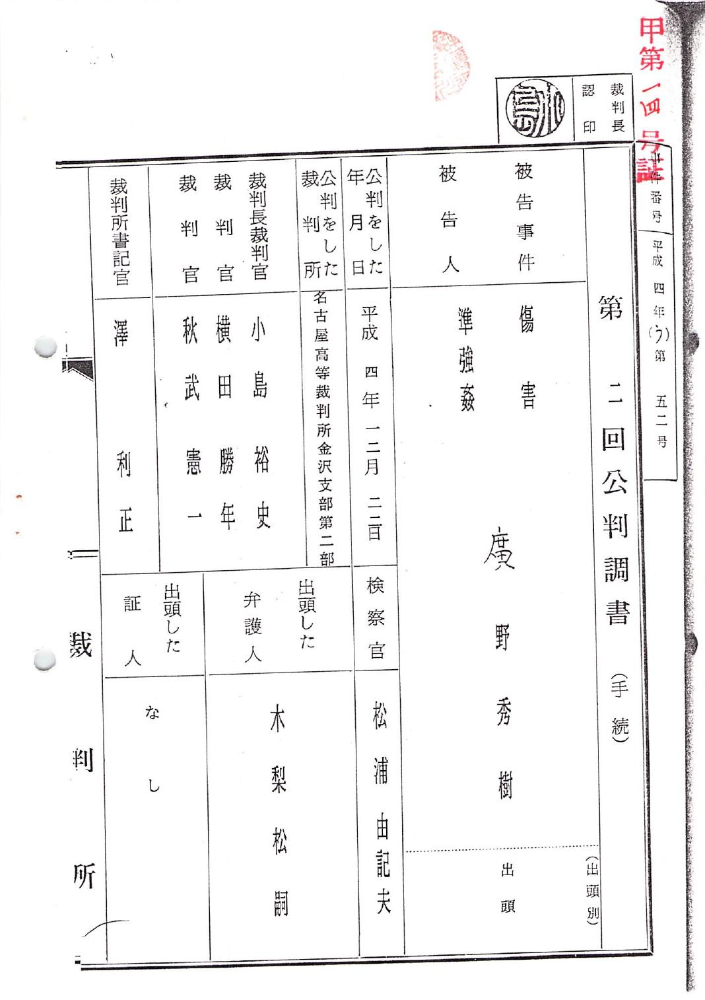 甲第一四号証
事件番号 平成四年(う)第五二号
裁判長
認印
小島
第二回公判調書(手続)
(出頭別)
被告事件 傷害
準強姦
被告人 廣野秀樹 出頭
公判をした
年月日 平成四年一二月二二日
検察官 松浦由記夫
公判をした
裁判所 名古屋高等裁判所金沢支部第二部
裁判長裁判官 小島裕史
裁判官 横田勝年
裁判官 秋武憲一
出頭した
弁護人 木梨松嗣
裁判所書記官 澤利正
出頭した
証人 なし
裁判所